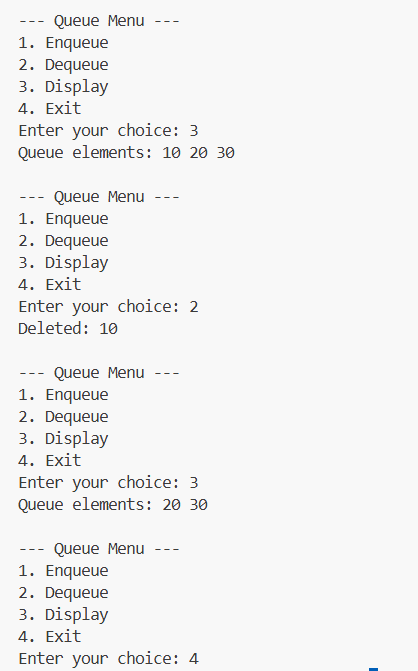 --- Queue Menu ---
1. Enqueue
2. Dequeue
3. Display
4. Exit
Enter your choice: 3
Queue elements: 10 20 30
--- Queue Menu ---
1. Enqueue
2. Dequeue
3. Display
4. Exit
Enter your choice: 2
Deleted: 10
--- Queue Menu ---
1. Enqueue
2. Dequeue
3. Display
4. Exit
Enter your choice: 3
Queue elements: 20 30
--- Queue Menu ---
1. Enqueue
2. Dequeue
3. Display
4. Exit
Enter your choice: 4